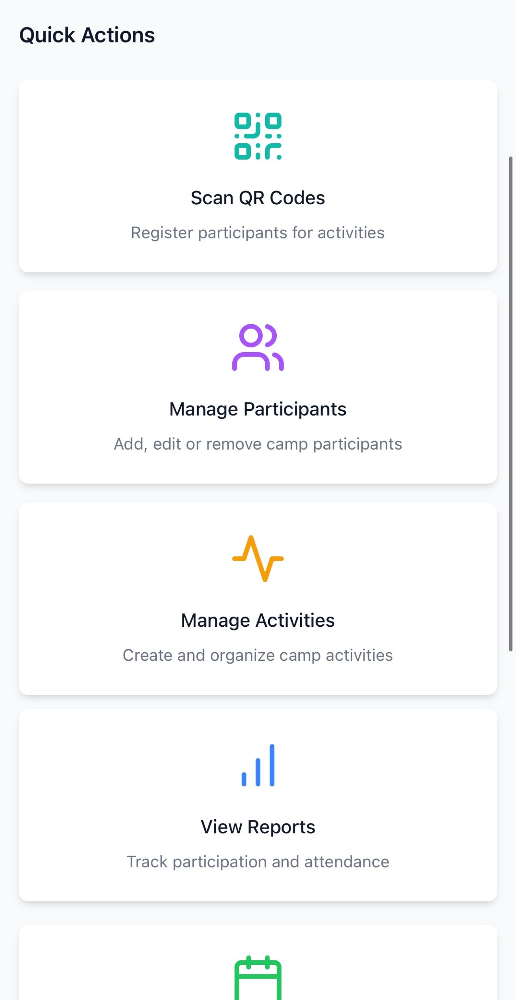 Quick Actions
Scan QR Codes
Register participants for activities
Manage Participants
Add, edit or remove camp participants
Manage Activities
Create and organize camp activities
View Reports
Track participation and attendance